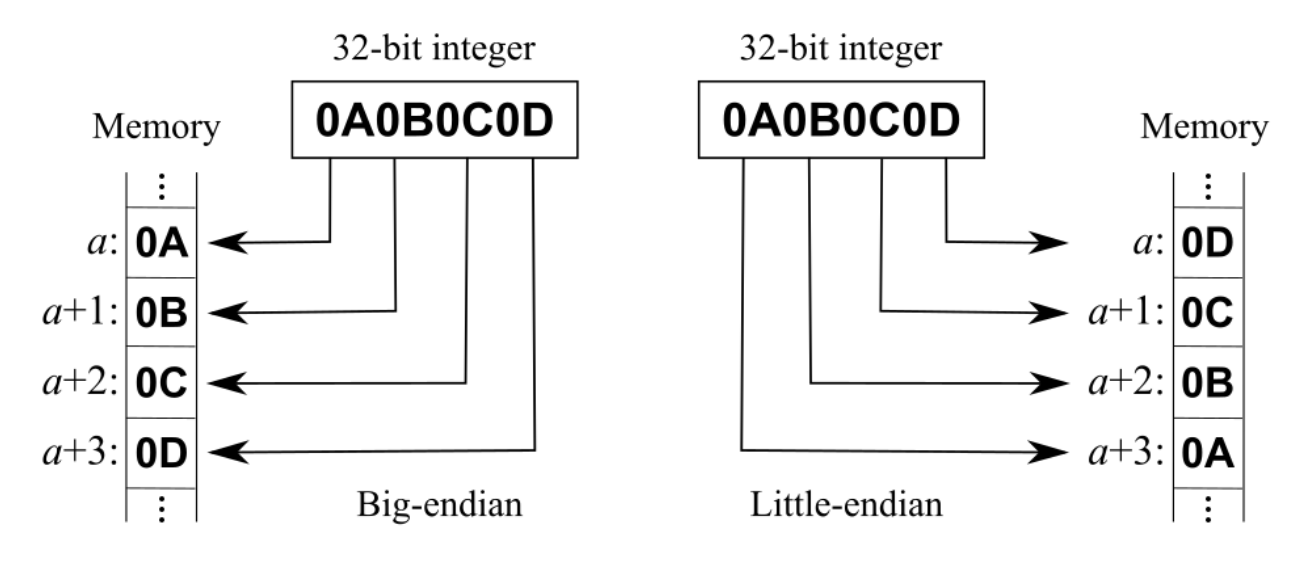 32-bit integer
0A0B0C0D
Memory
⋮
a: 0A
a+1: 0B
a+2: 0C
a+3: 0D
⋮
Big-endian
32-bit integer
0A0B0C0D
Memory
⋮
a: 0D
a+1: 0C
a+2: 0B
a+3: 0A
⋮
Little-endian